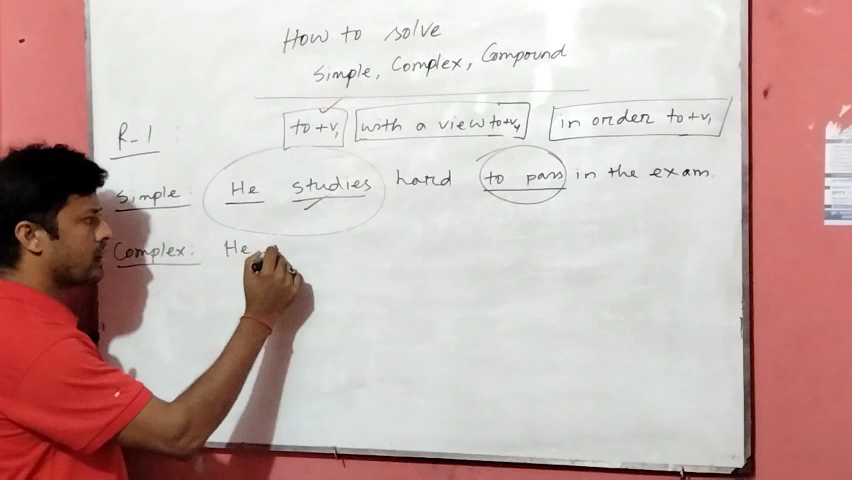 How to solve
Simple, Complex, Compound
R-1
to+v1 with a view to+v4 in order to+v1
Simple: He studies hard to pass in the exam.
Complex: He